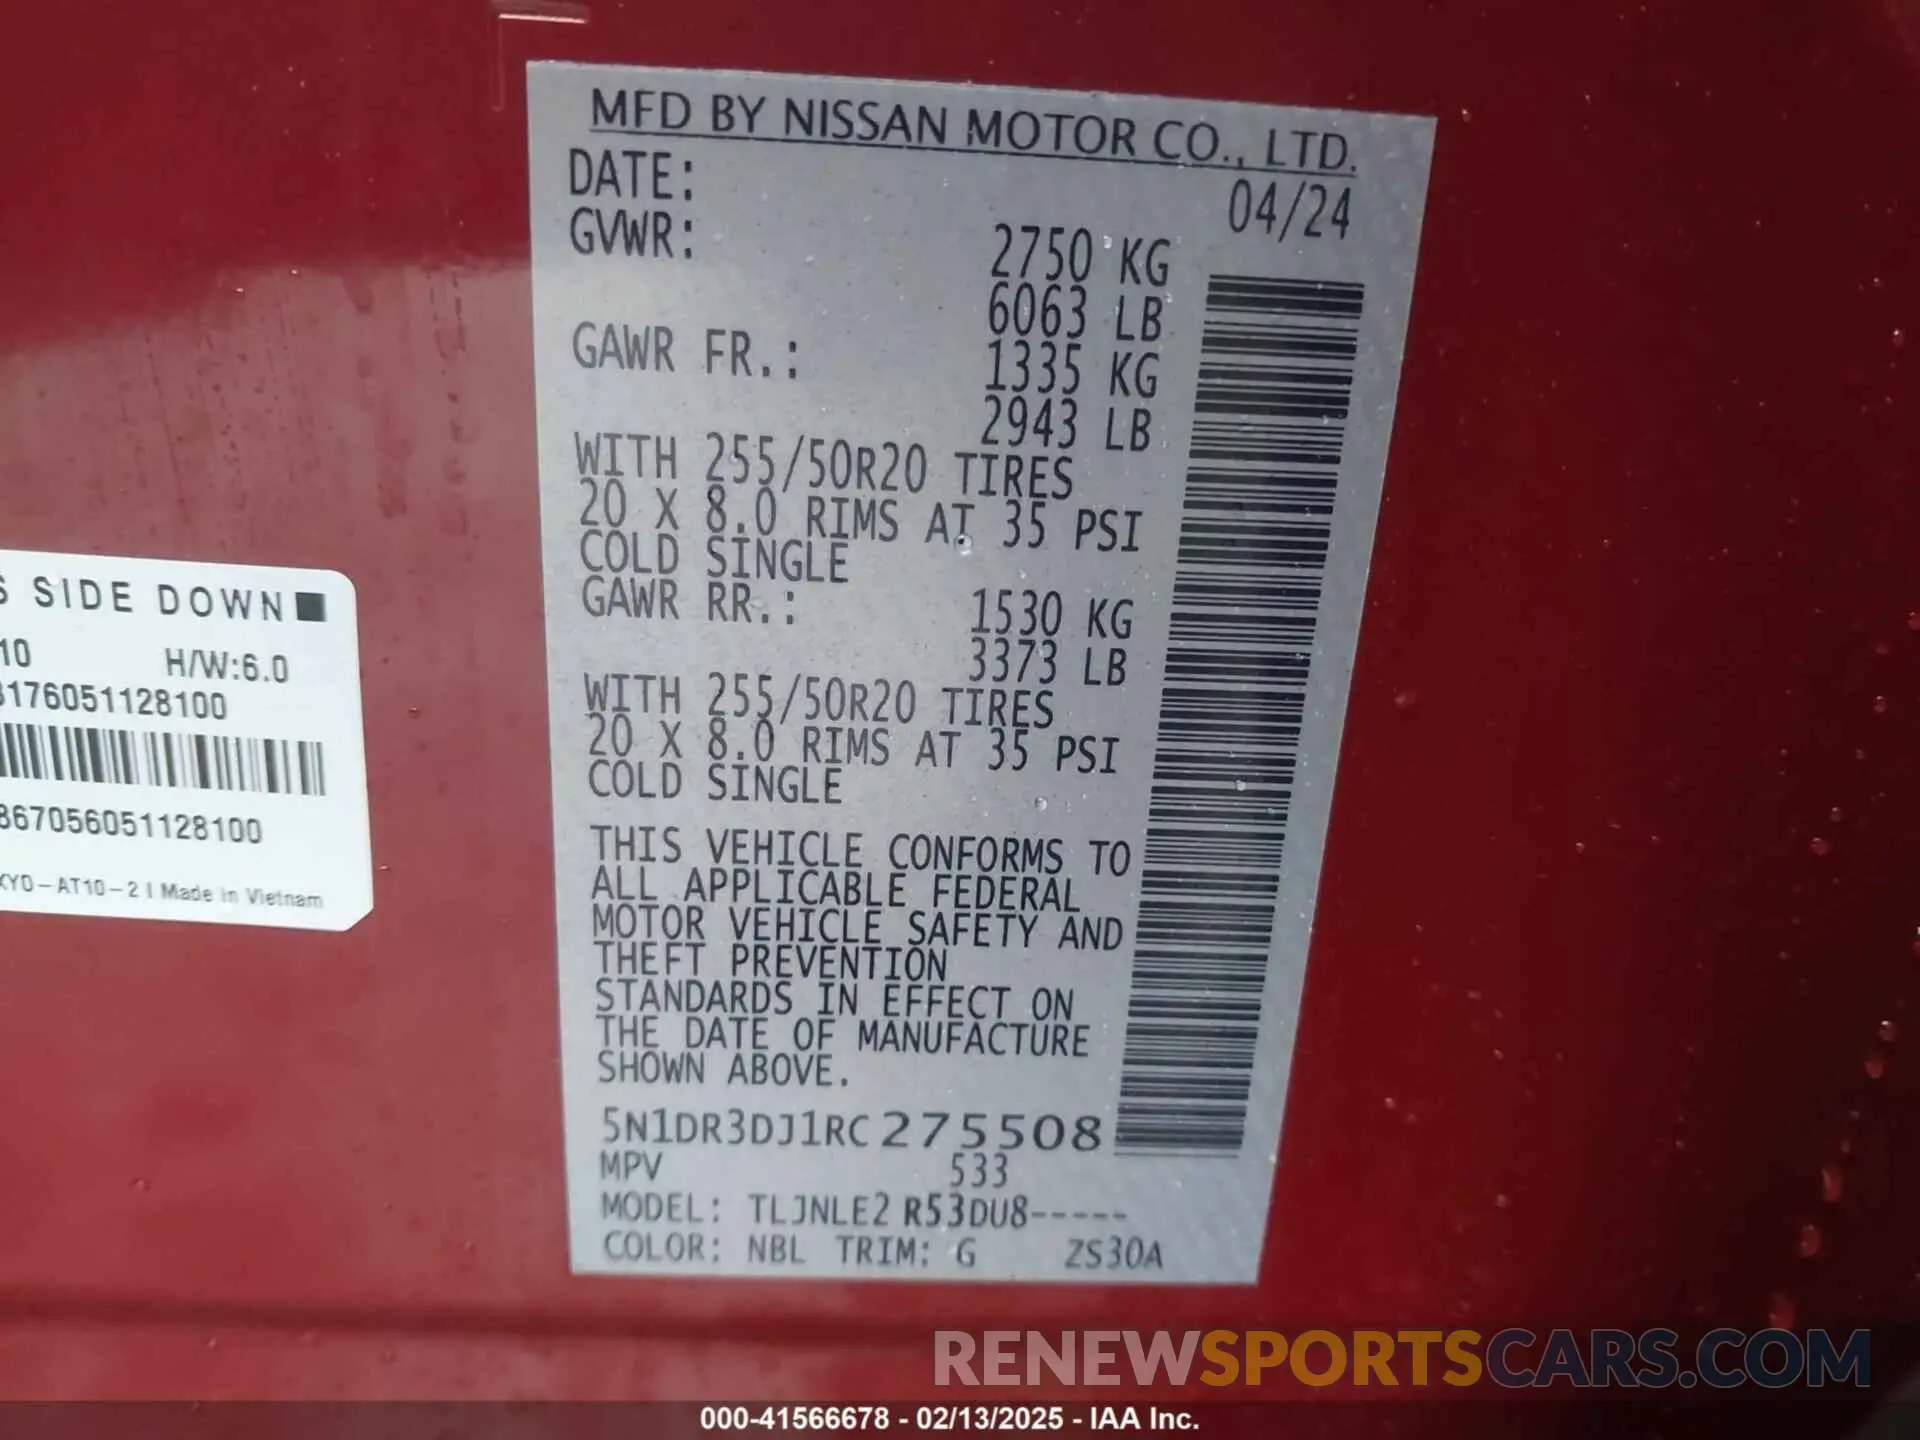 MFD BY NISSAN MOTOR CO., LTD.
DATE: 04/24
GVWR: 2750 KG
6063 LB
GAWR FR.: 1335 KG
2943 LB
WITH 255/50R20 TIRES
20 X 8.0 RIMS AT 35 PSI
COLD SINGLE
GAWR RR.: 1530 KG
3373 LB
WITH 255/50R20 TIRES
20 X 8.0 RIMS AT 35 PSI
COLD SINGLE
THIS VEHICLE CONFORMS TO
ALL APPLICABLE FEDERAL
MOTOR VEHICLE SAFETY AND
THEFT PREVENTION
STANDARDS IN EFFECT ON
THE DATE OF MANUFACTURE
SHOWN ABOVE.
5N1DR3DJ1RC275508
MPV 533
MODEL: TLJNLE2 R53DU8-----
COLOR: NBL TRIM: G ZS30A
SIDE DOWN
10 H/W:6.0
3176051128100
867056051128100
XYD-AT10-2 | Made in Vietnam
RENEWSPORTSCARS.COM
000-41566678 - 02/13/2025 - IAA Inc.